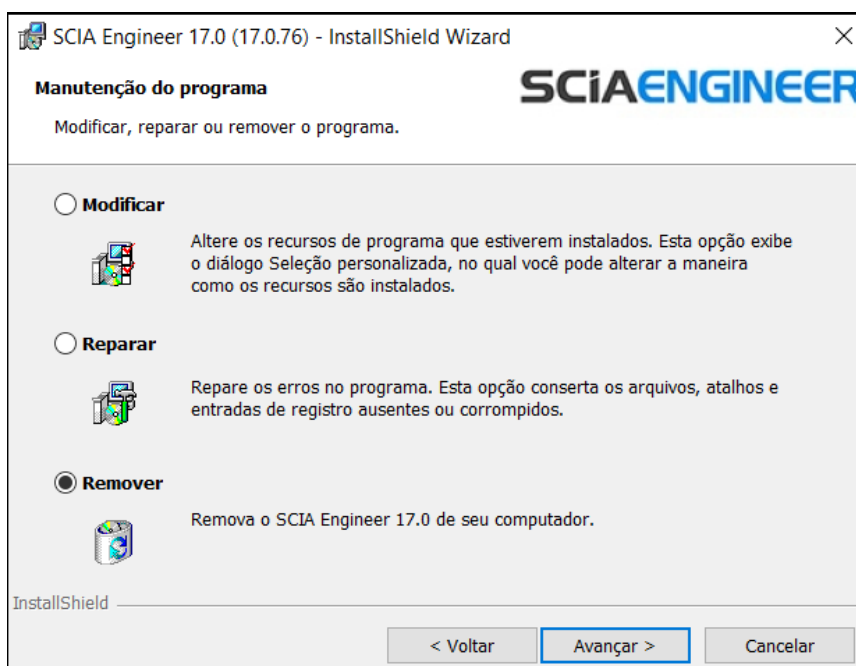 SCIA Engineer 17.0 (17.0.76) - InstallShield Wizard
Manutenção do programa
SCiAENGINEER
Modificar, reparar ou remover o programa.
Modificar
Altere os recursos de programa que estiverem instalados. Esta opção exibe
o diálogo Seleção personalizada, no qual você pode alterar a maneira
como os recursos são instalados.
Reparar
Repare os erros no programa. Esta opção conserta os arquivos, atalhos e
entradas de registro ausentes ou corrompidos.
Remover
Remova o SCIA Engineer 17.0 de seu computador.
InstallShield
< Voltar
Avançar >
Cancelar